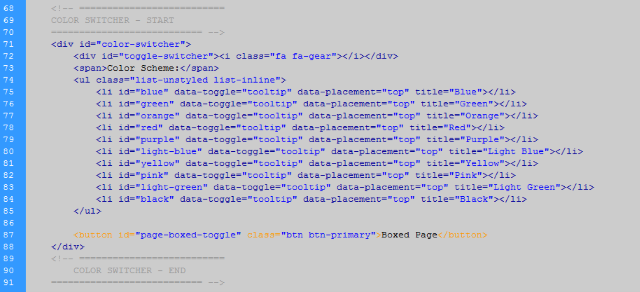 68 <!-- ==========================
69 COLOR SWITCHER - START
70 =========================== -->
71 <div id="color-switcher">
72 <div id="toggle-switcher"><i class="fa fa-gear"></i></div>
73 <span>Color Scheme:</span>
74 <ul class="list-unstyled list-inline">
75 <li id="blue" data-toggle="tooltip" data-placement="top" title="Blue"></li>
76 <li id="green" data-toggle="tooltip" data-placement="top" title="Green"></li>
77 <li id="orange" data-toggle="tooltip" data-placement="top" title="Orange"></li>
78 <li id="red" data-toggle="tooltip" data-placement="top" title="Red"></li>
79 <li id="purple" data-toggle="tooltip" data-placement="top" title="Purple"></li>
80 <li id="light-blue" data-toggle="tooltip" data-placement="top" title="Light Blue"></li>
81 <li id="yellow" data-toggle="tooltip" data-placement="top" title="Yellow"></li>
82 <li id="pink" data-toggle="tooltip" data-placement="top" title="Pink"></li>
83 <li id="light-green" data-toggle="tooltip" data-placement="top" title="Light Green"></li>
84 <li id="black" data-toggle="tooltip" data-placement="top" title="Black"></li>
85 </ul>
86
87 <button id="page-boxed-toggle" class="btn btn-primary">Boxed Page</button>
88 </div>
89 <!-- ==========================
90 COLOR SWITCHER - END
91 =========================== -->